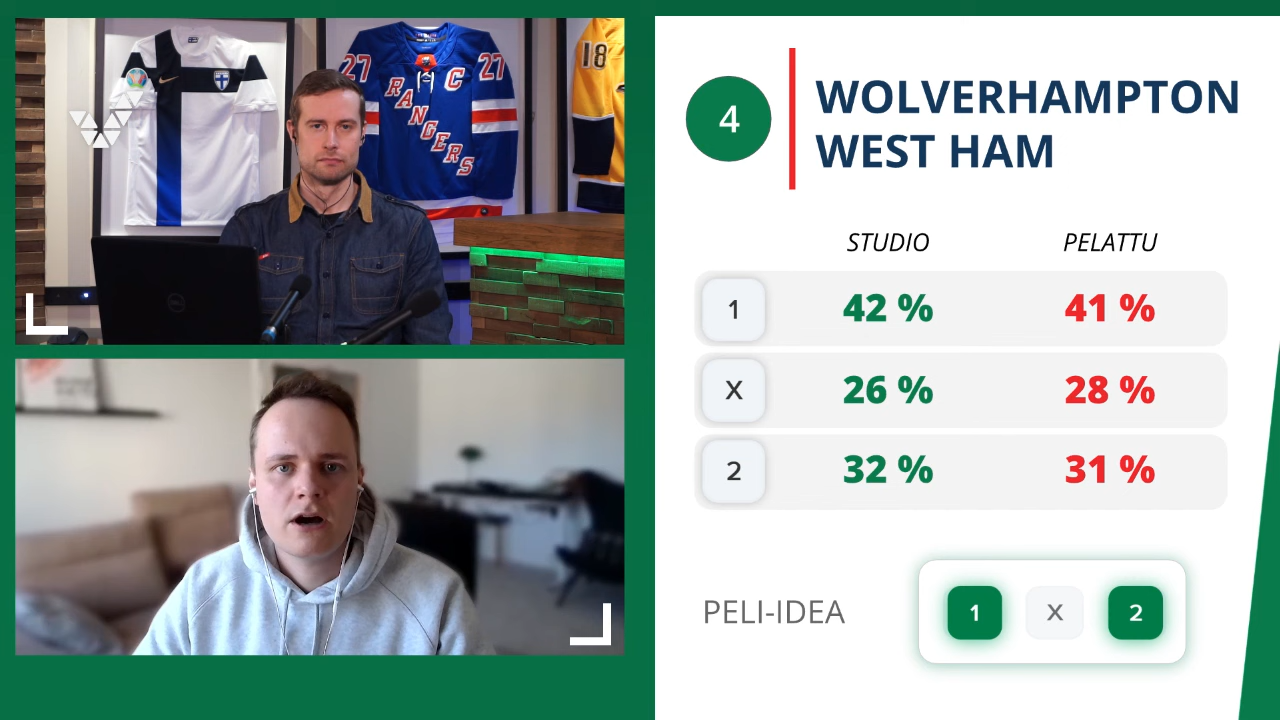 27
27
C
RANGERS
18
4
WOLVERHAMPTON
WEST HAM
STUDIO
PELATTU
1
42 %
41 %
X
26 %
28 %
2
32 %
31 %
PELI-IDEA
1
X
2